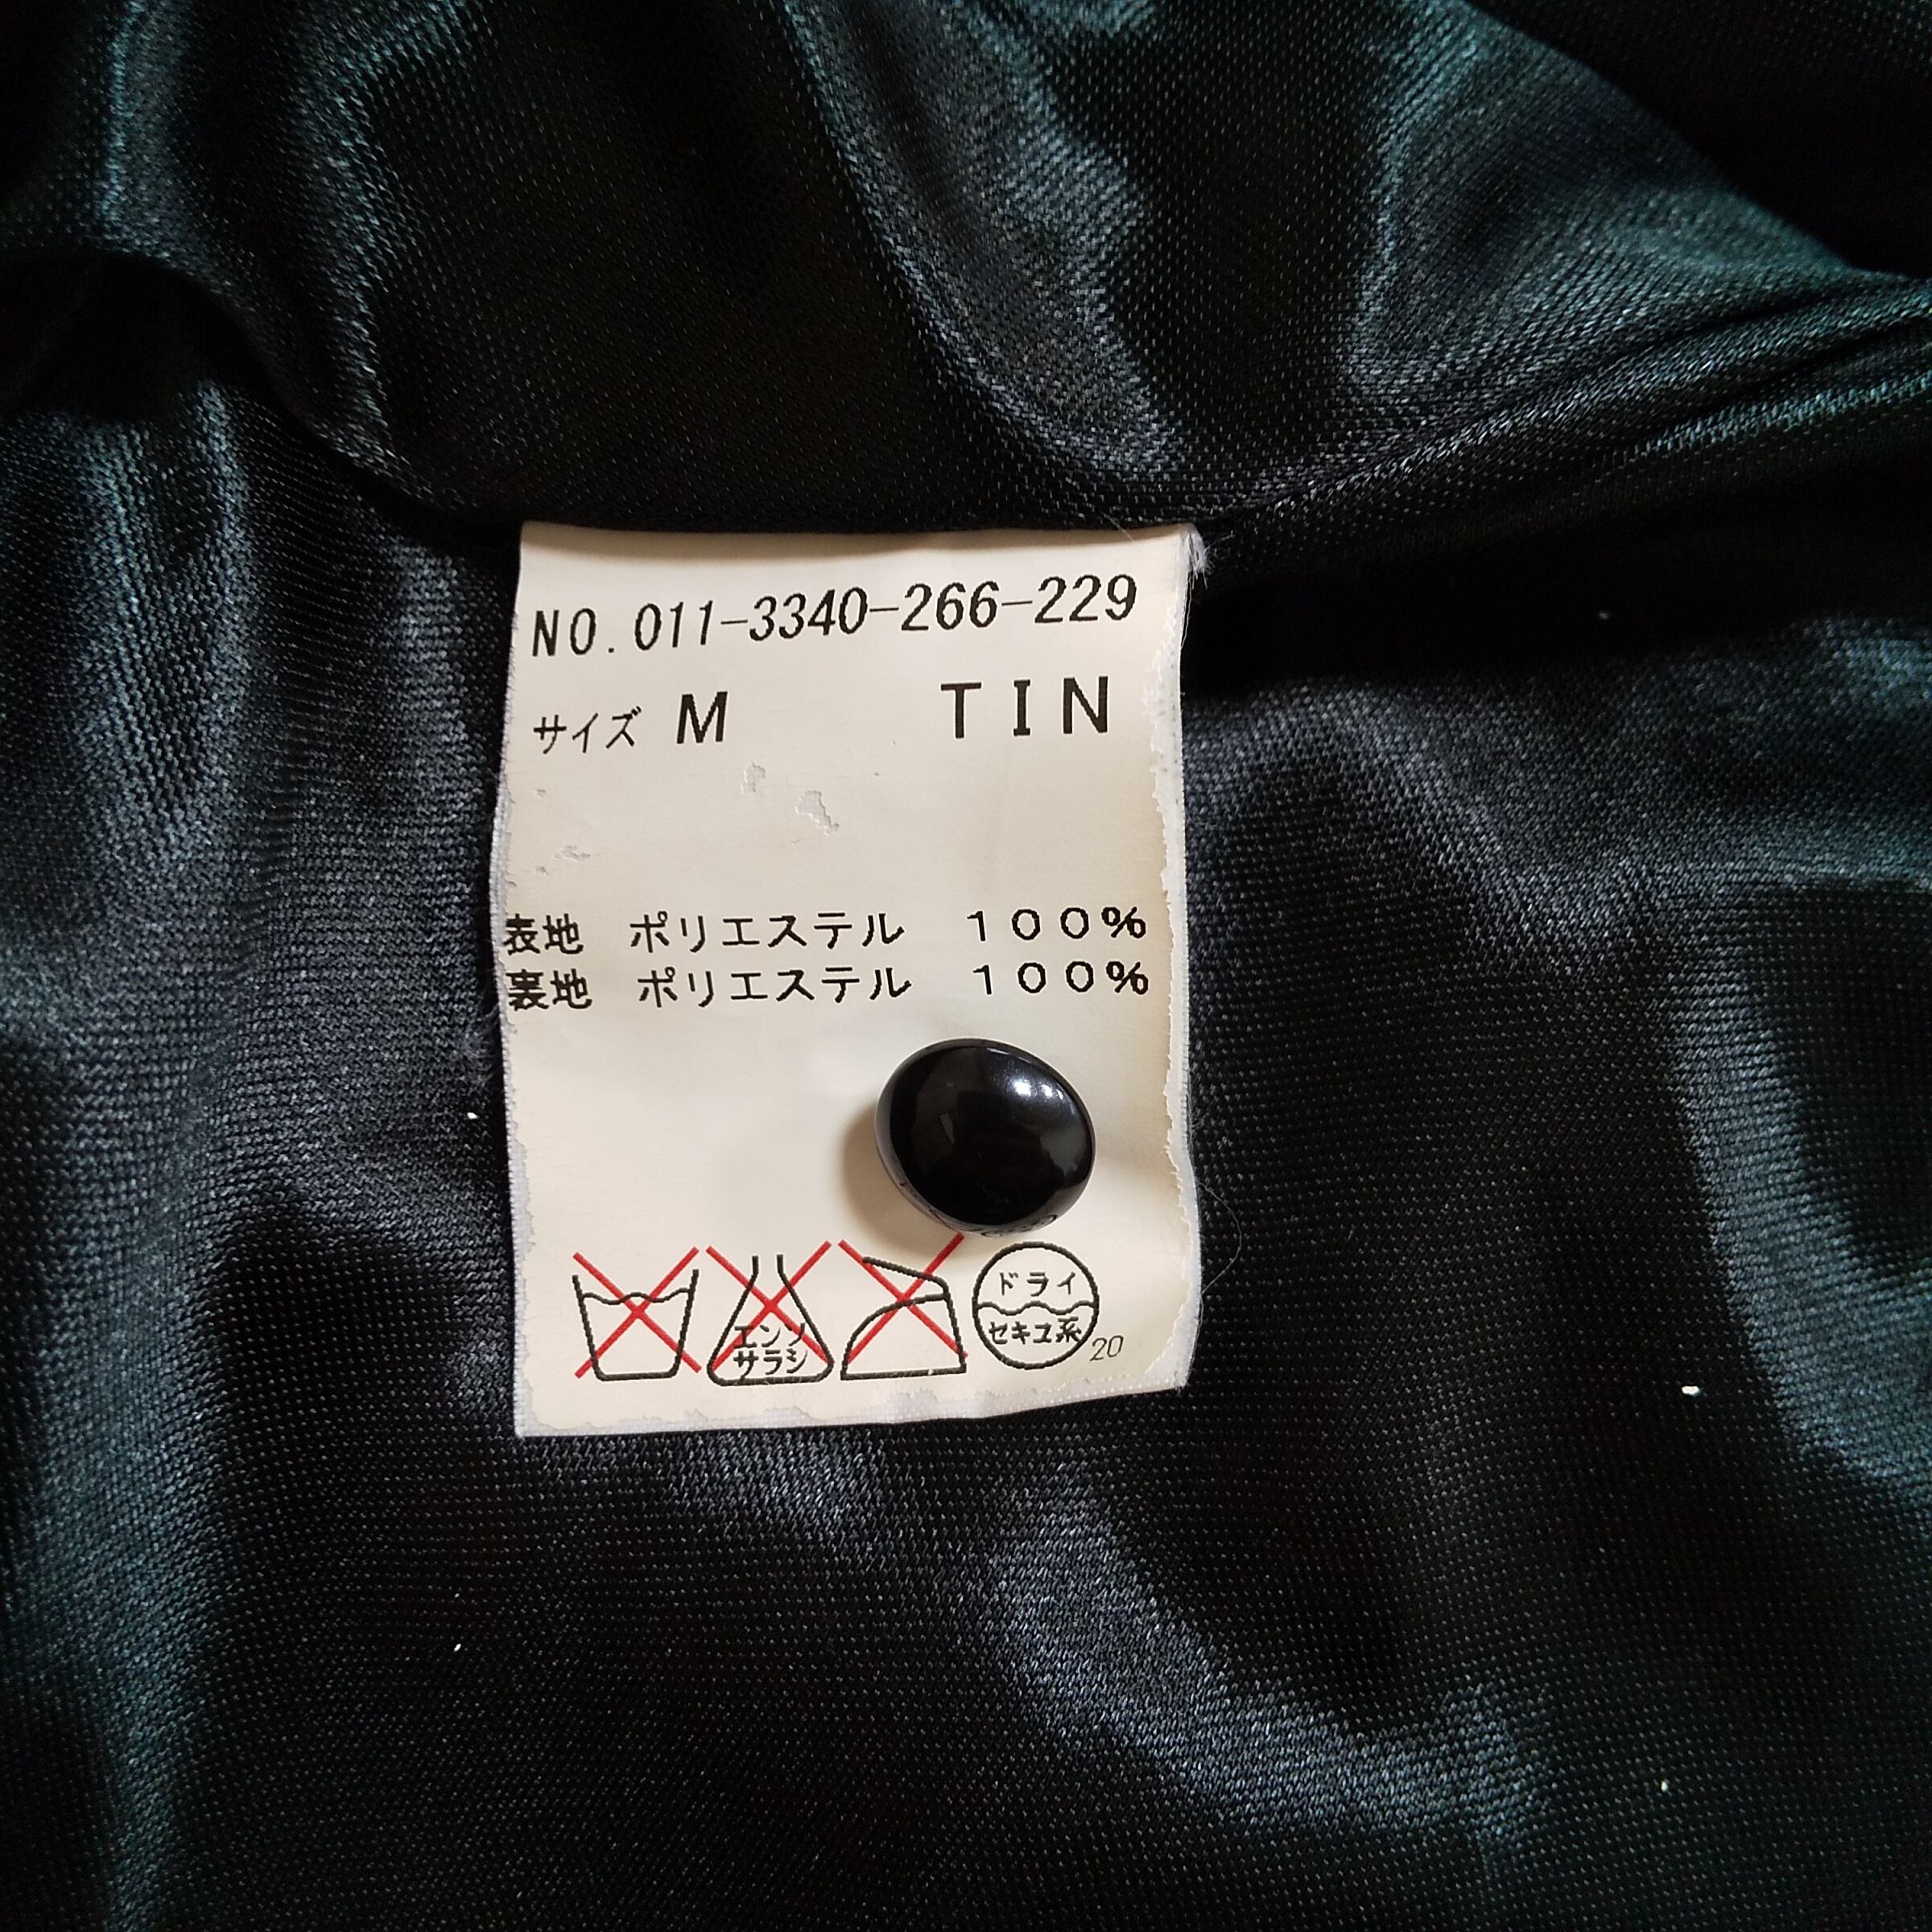 NO.011-3340-266-229
サイズ M TIN
表地 ポリエステル 100%
裏地 ポリエステル 100%
エンソ
サラシ
ドライ
セキユ系
20